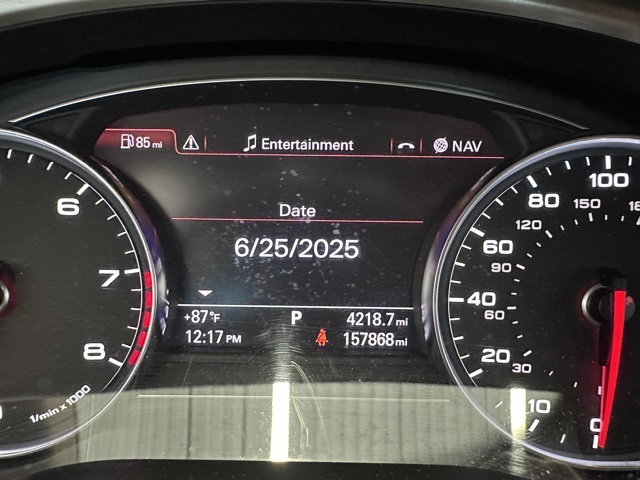 85 mi
Entertainment
NAV
Date
6/25/2025
+87°F
P
4218.7 mi
12:17 PM
157868 mi
6
7
8
1/min x 1000
100
80
150
120
60
90
40
60
20
30
10
0